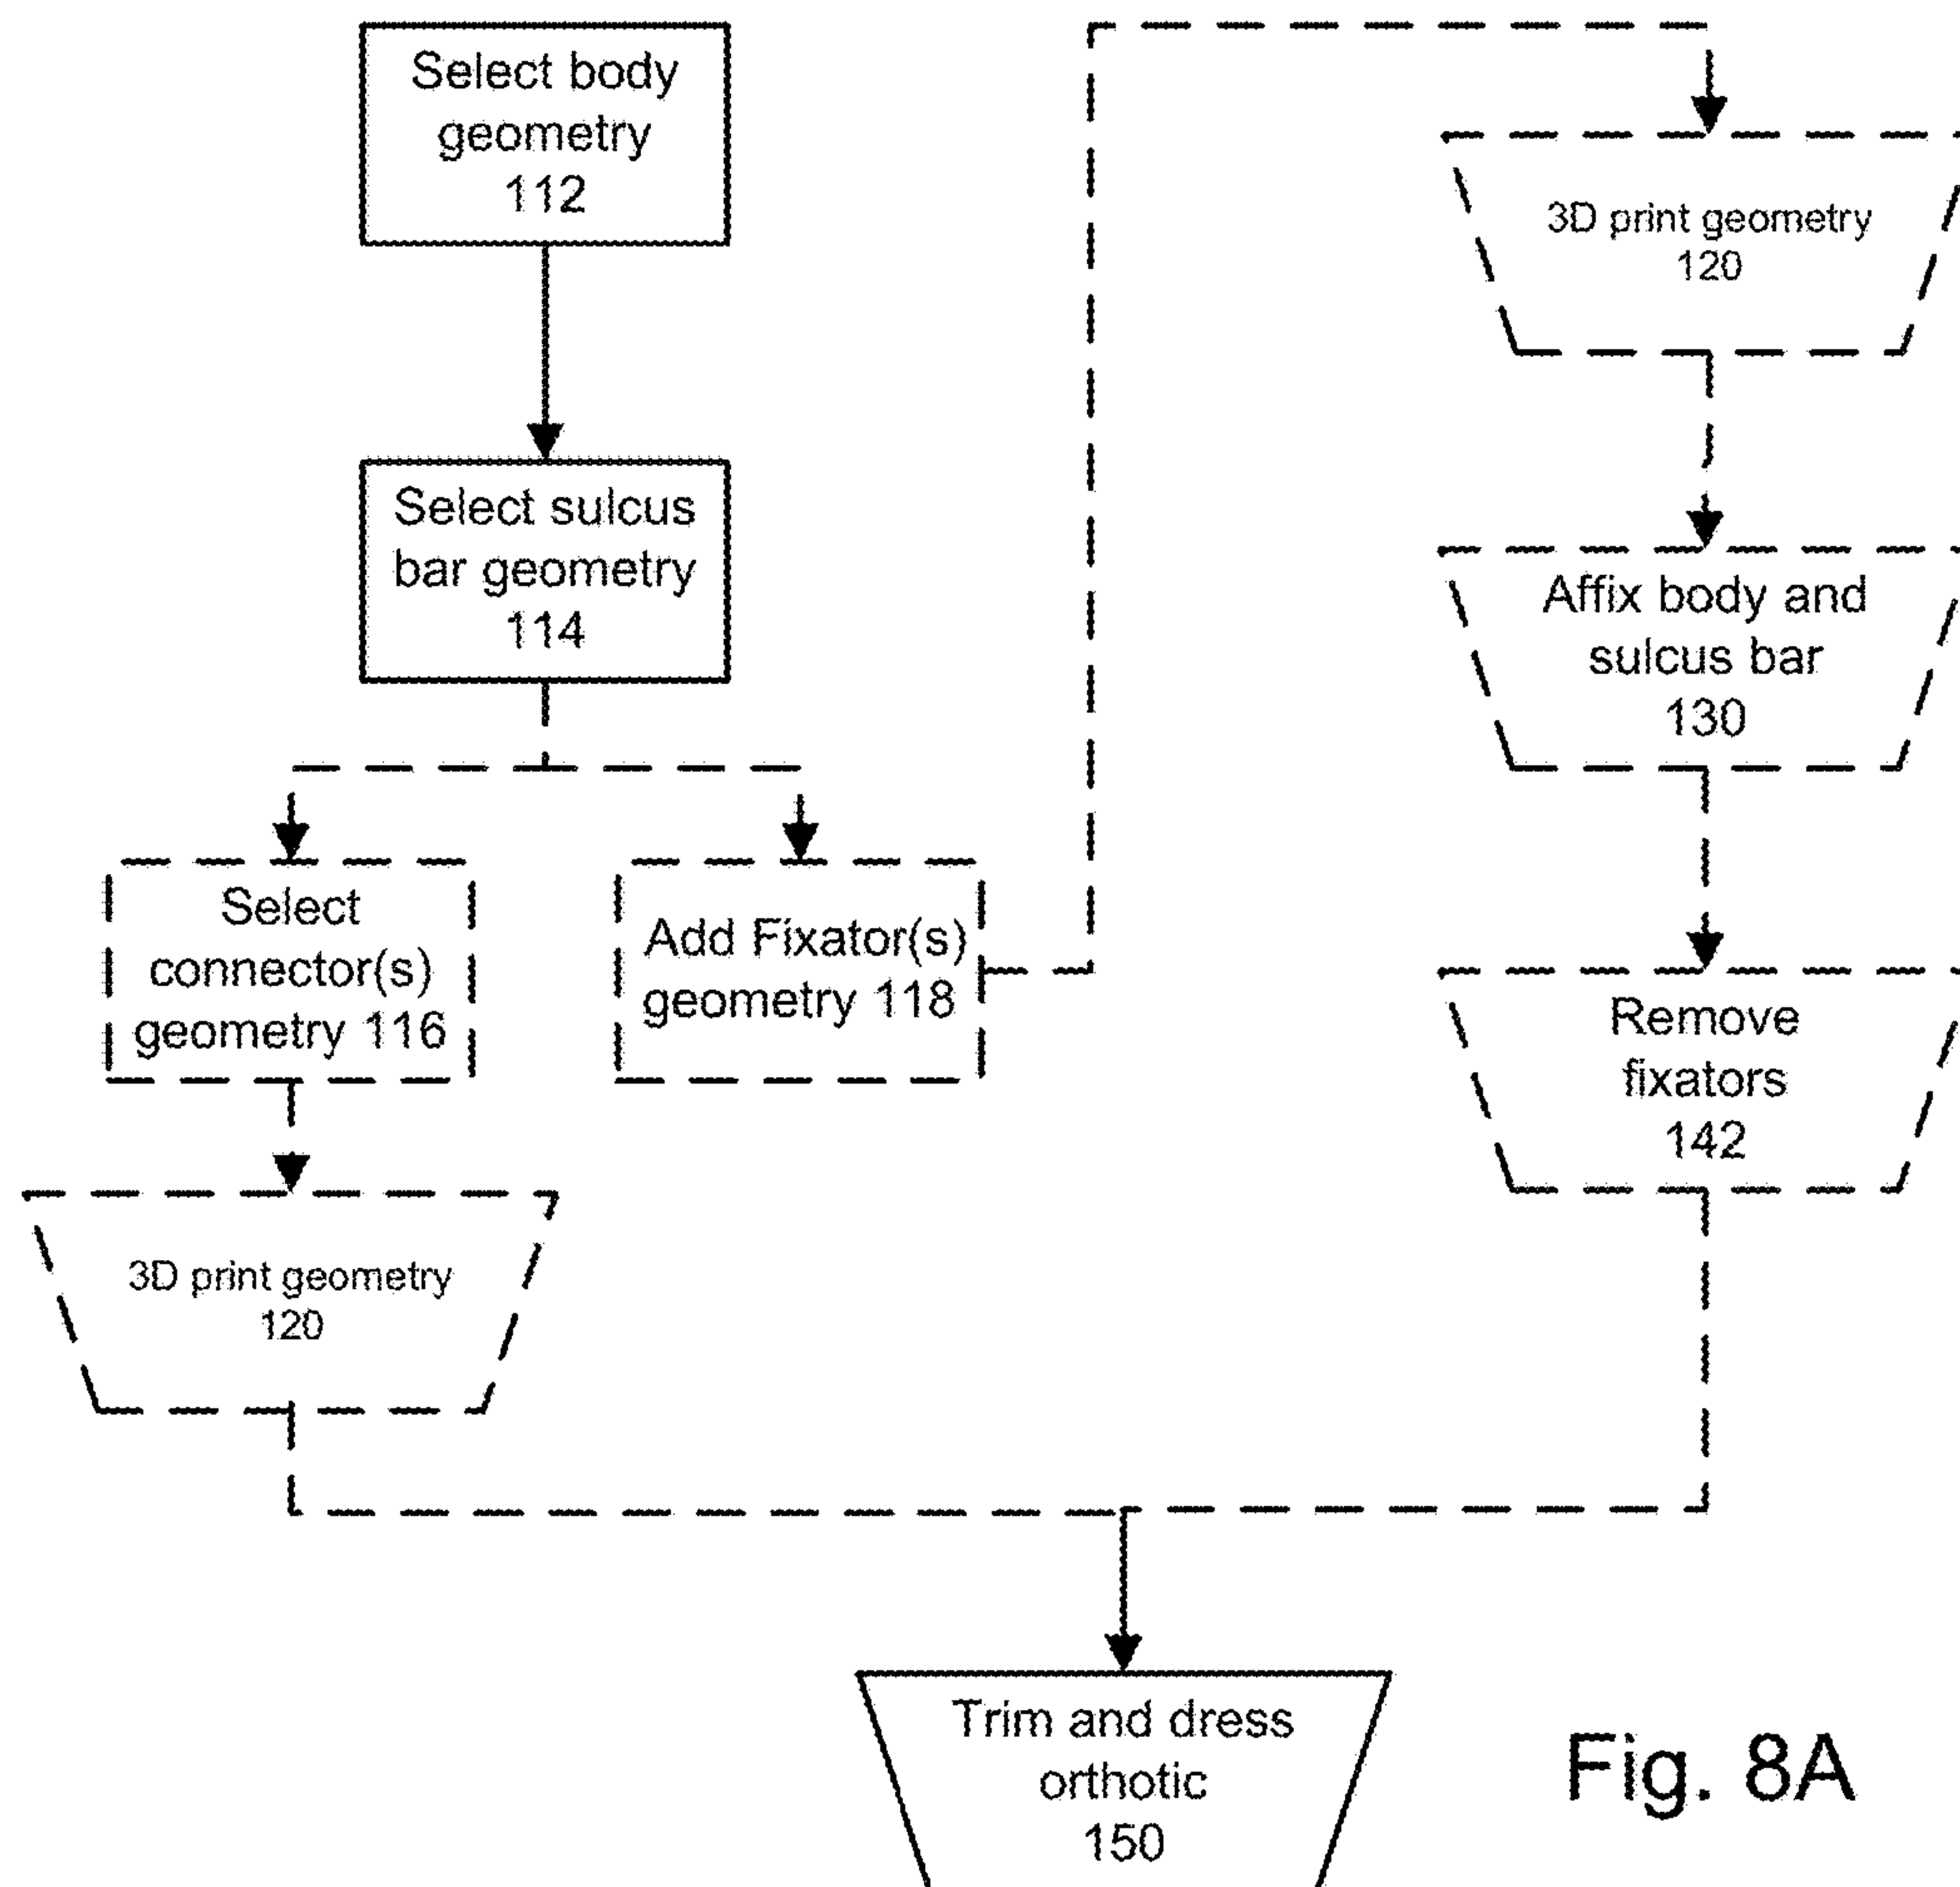 Select body
geometry
112
Select sulcus
bar geometry
114
Select
connector(s)
geometry 116
Add Fixator(s)
geometry 118
3D print geometry
120
3D print geometry
120
Affix body and
sulcus bar
130
Remove
fixators
142
Trim and dress
orthotic
150
Fig. 8A